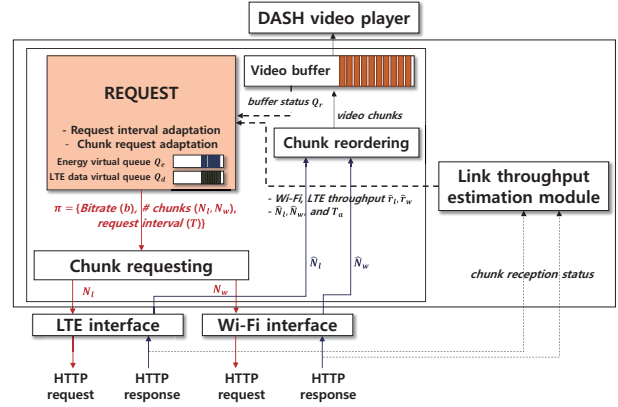 DASH video player
Video buffer
REQUEST
- Request interval adaptation
- Chunk request adaptation
Energy virtual queue Q_e
LTE data virtual queue Q_d
buffer status Q_r
video chunks
Chunk reordering
Link throughput
estimation module
- Wi-Fi, LTE throughput r̄_l, r̄_w
- N̂_l, N̂_w, and T_a
π = {Bitrate (b), # chunks (N_l, N_w),
request interval (T)}
Chunk requesting
N̂_l
N̂_w
chunk reception status
N_l
N_w
LTE interface
Wi-Fi interface
HTTP
request
HTTP
response
HTTP
request
HTTP
response